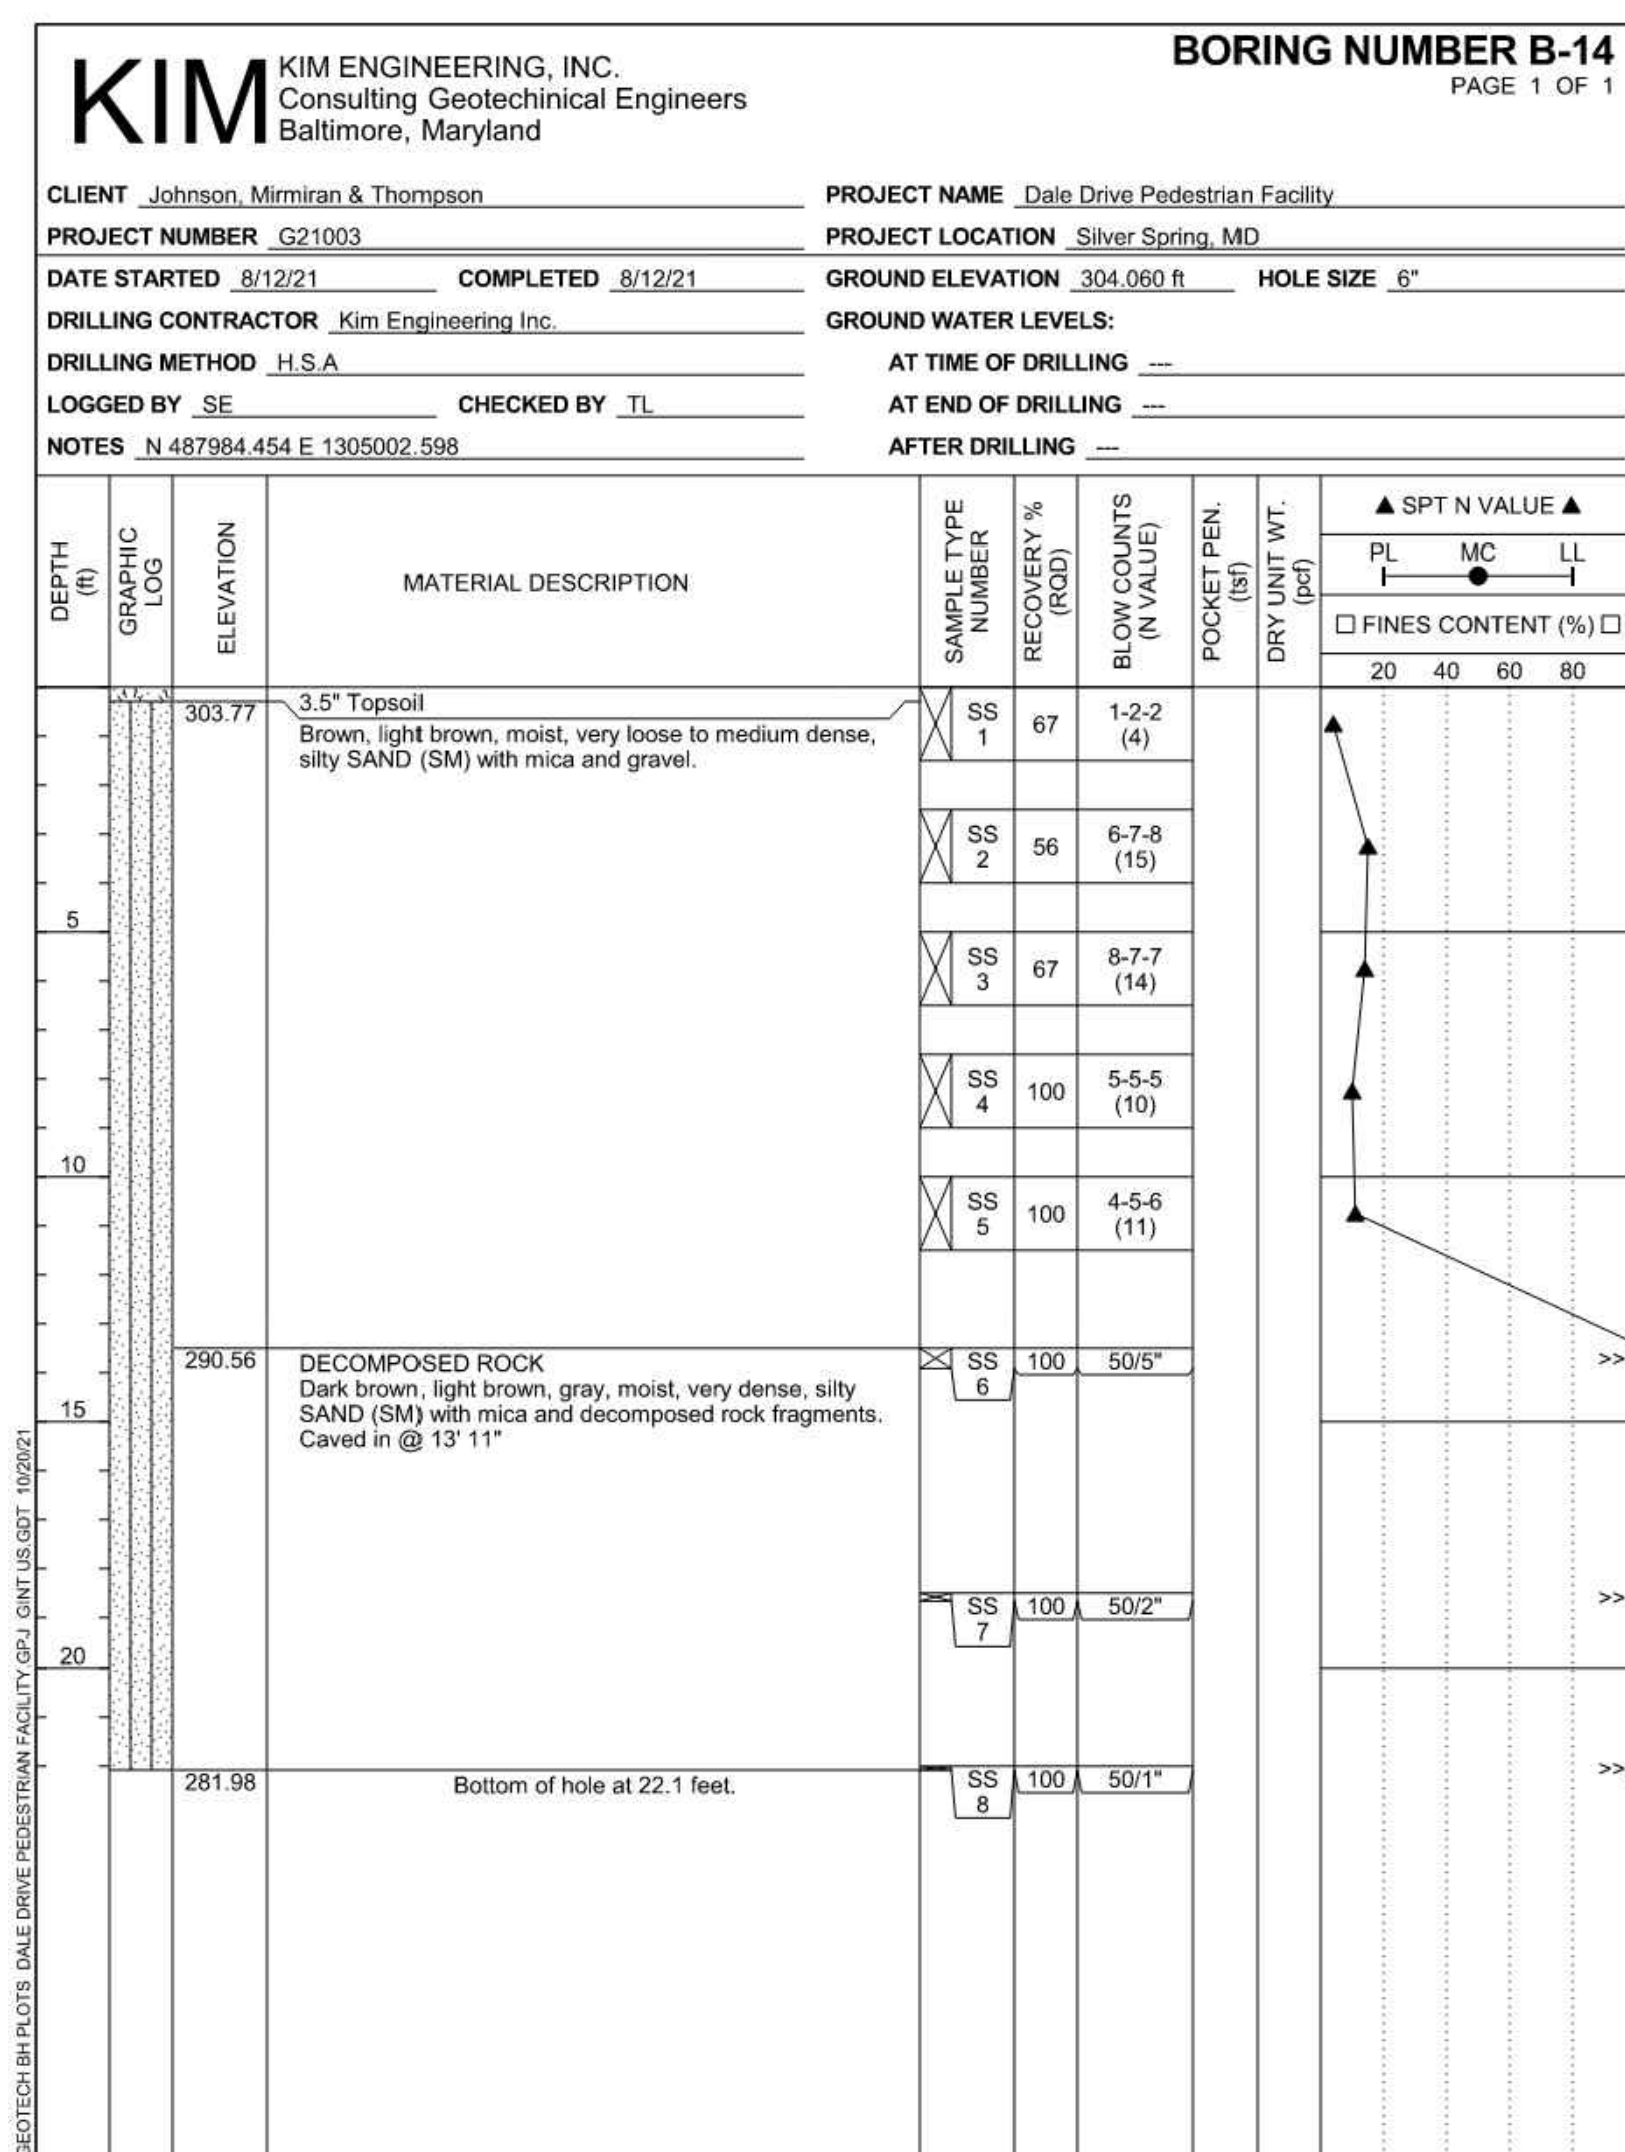 KIM
KIM ENGINEERING, INC.
Consulting Geotechinical Engineers
Baltimore, Maryland
BORING NUMBER B-14
PAGE 1 OF 1
CLIENT Johnson, Mirmiran & Thompson
PROJECT NAME Dale Drive Pedestrian Facility
PROJECT NUMBER G21003
PROJECT LOCATION Silver Spring, MD
DATE STARTED 8/12/21 COMPLETED 8/12/21
GROUND ELEVATION 304.060 ft HOLE SIZE 6"
DRILLING CONTRACTOR Kim Engineering Inc.
GROUND WATER LEVELS:
DRILLING METHOD H.S.A
AT TIME OF DRILLING ---
LOGGED BY SE CHECKED BY TL
AT END OF DRILLING ---
NOTES N 487984.454 E 1305002.598
AFTER DRILLING ---
DEPTH
(ft)
GRAPHIC
LOG
ELEVATION
MATERIAL DESCRIPTION
SAMPLE TYPE
NUMBER
RECOVERY %
(RQD)
BLOW COUNTS
(N VALUE)
POCKET PEN.
(tsf)
DRY UNIT WT.
(pcf)
▲ SPT N VALUE ▲
PL MC LL
☐ FINES CONTENT (%) ☐
20 40 60 80
303.77
3.5" Topsoil
Brown, light brown, moist, very loose to medium dense,
silty SAND (SM) with mica and gravel.
SS
1
67
1-2-2
(4)
SS
2
56
6-7-8
(15)
5
SS
3
67
8-7-7
(14)
SS
4
100
5-5-5
(10)
10
SS
5
100
4-5-6
(11)
290.56
DECOMPOSED ROCK
Dark brown, light brown, gray, moist, very dense, silty
SAND (SM) with mica and decomposed rock fragments.
Caved in @ 13' 11"
SS
6
100
50/5"
>>
15
SS
7
100
50/2"
>>
20
281.98
Bottom of hole at 22.1 feet.
SS
8
100
50/1"
>>
GEOTECH BH PLOTS DALE DRIVE PEDESTRIAN FACILITY.GPJ GINT US.GDT 10/20/21